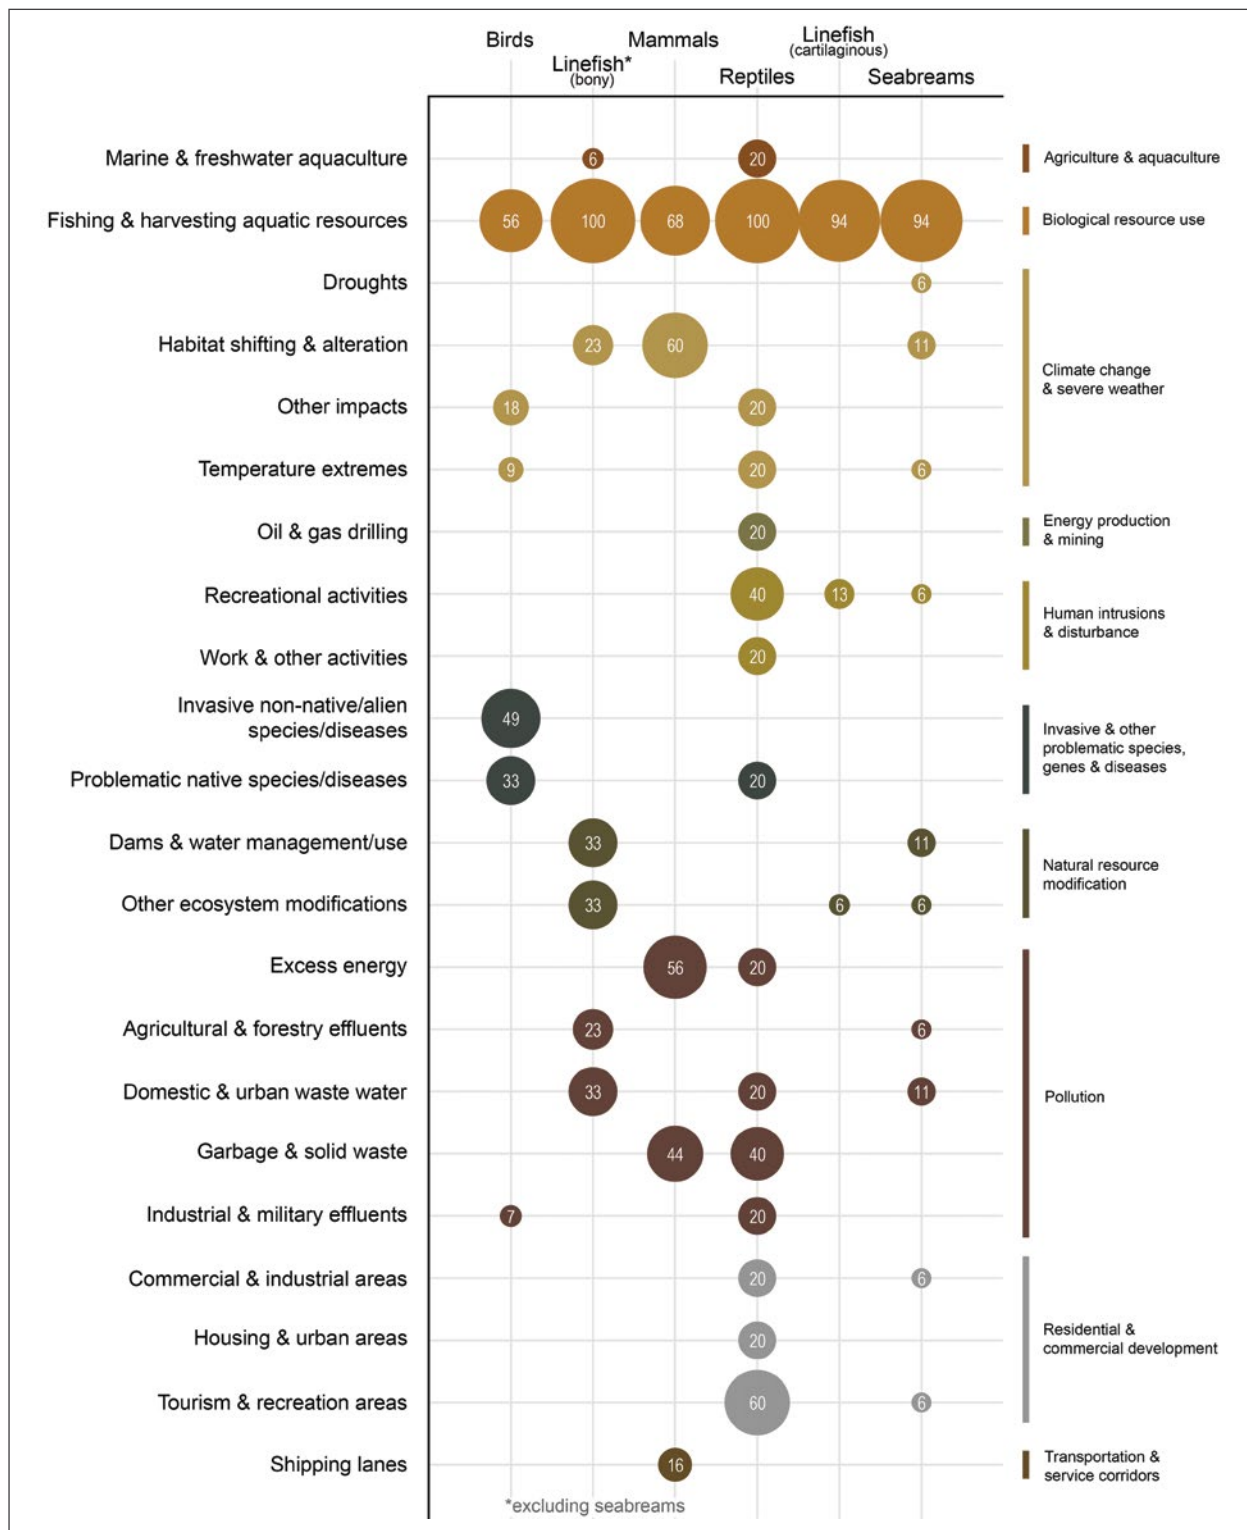 Birds
Mammals
Linefish
(cartilaginous)
Linefish*
(bony)
Reptiles
Seabreams
Marine & freshwater aquaculture
6
20
Agriculture & aquaculture
Fishing & harvesting aquatic resources
56
100
68
100
94
94
Biological resource use
Droughts
6
Habitat shifting & alteration
23
60
11
Climate change
& severe weather
Other impacts
18
20
Temperature extremes
9
20
6
Oil & gas drilling
20
Energy production
& mining
Recreational activities
40
13
6
Human intrusions
& disturbance
Work & other activities
20
Invasive non-native/alien
species/diseases
49
Invasive & other
problematic species,
genes & diseases
Problematic native species/diseases
33
20
Dams & water management/use
33
11
Natural resource
modification
Other ecosystem modifications
33
6
6
Excess energy
56
20
Agricultural & forestry effluents
23
6
Domestic & urban waste water
33
20
11
Pollution
Garbage & solid waste
44
40
Industrial & military effluents
7
20
Commercial & industrial areas
20
6
Housing & urban areas
20
Residential &
commercial development
Tourism & recreation areas
60
6
Shipping lanes
16
Transportation &
service corridors
*excluding seabreams